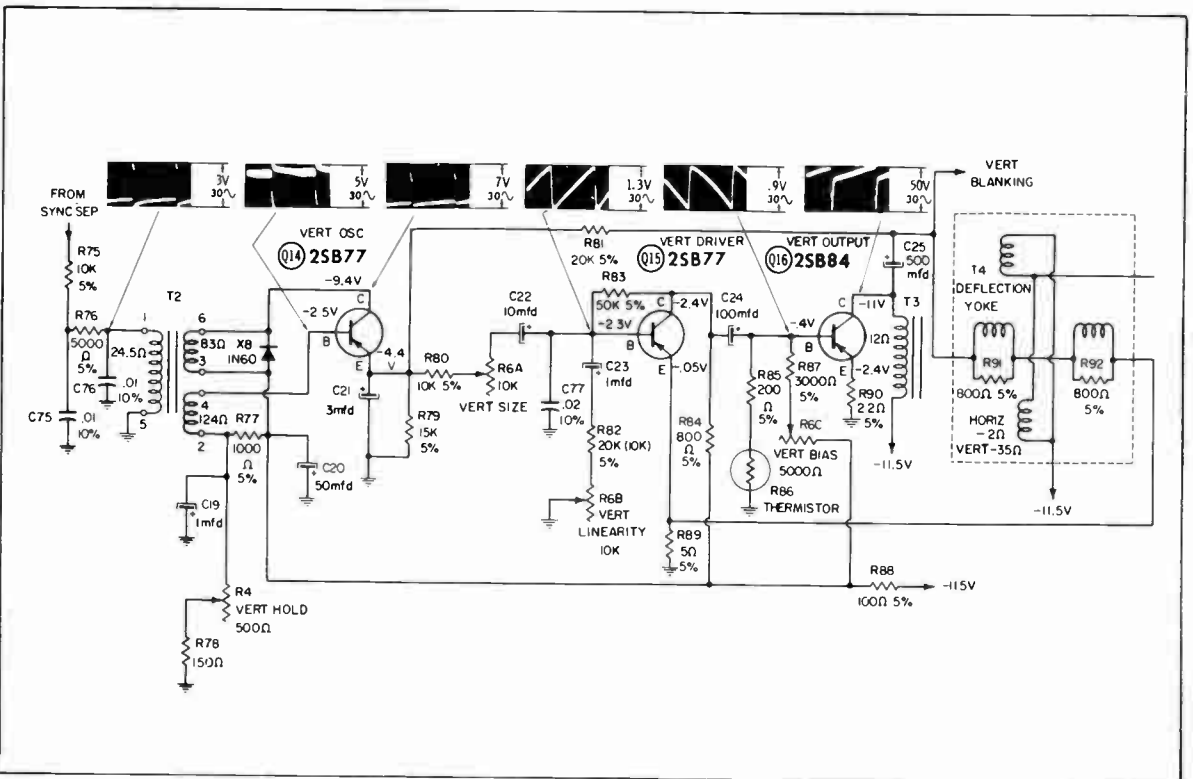 3V
30~
5V
30~
7V
30~
1.3V
30~
.9V
30~
50V
30~
VERT
BLANKING
FROM
SYNC SEP
R75
10K
5%
R76
5000
Ω
5%
C76
.01
10%
C75
.01
10%
T2
1
5
24.5Ω
6
83Ω
3
4
124Ω
2
X8
1N60
R77
1000
Ω
5%
C19
1mfd
C20
50mfd
R4
VERT HOLD
500Ω
R78
150Ω
VERT OSC
Q14 2SB77
-9.4V
-2.5V
C
B
E
-4.4
V
C21
3mfd
R79
15K
5%
R80
10K 5%
R6A
10K
VERT SIZE
C22
10mfd
C77
.02
10%
R81
20K 5%
R83
50K 5%
C23
1mfd
R82
20K (10K)
5%
R6B
VERT
LINEARITY
10K
VERT DRIVER
Q15 2SB77
-2.3V
C
-2.4V
B
E
-.05V
R84
800
Ω
5%
R89
5Ω
5%
C24
100mfd
R85
200
Ω
5%
R86
THERMISTOR
R87
3000Ω
5%
R6C
VERT BIAS
5000Ω
VERT OUTPUT
Q16 2SB84
-.4V
C
-11V
B
E
-2.4V
R90
22Ω
5%
C25
500
mfd
T3
12Ω
-11.5V
R88
100Ω 5%
-115V
T4
DEFLECTION
YOKE
R91
800Ω 5%
R92
800Ω
5%
HORIZ
-2Ω
VERT-35Ω
-11.5V